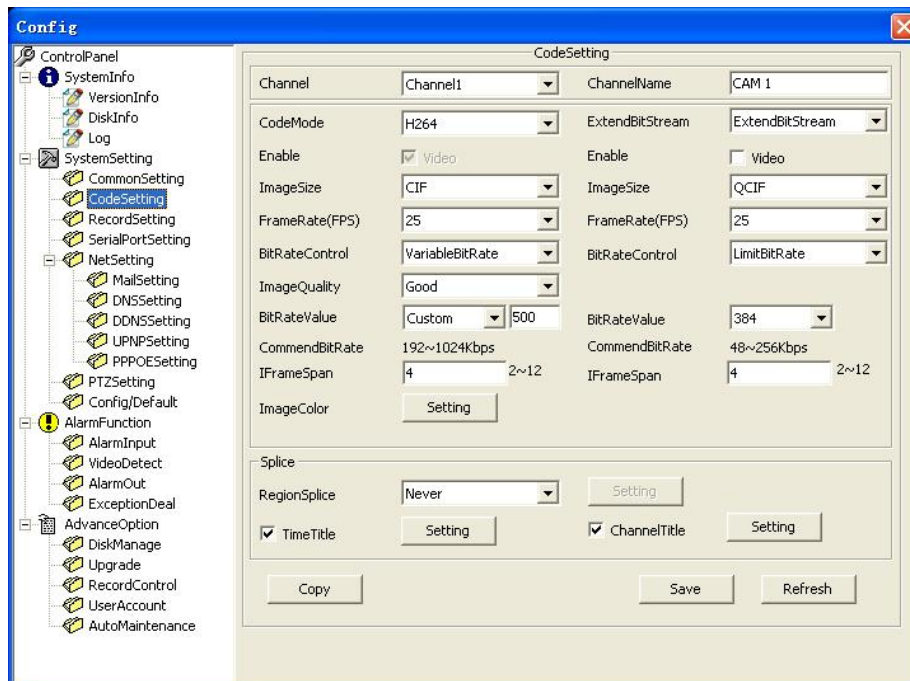 Config
ControlPanel
SystemInfo
VersionInfo
DiskInfo
Log
SystemSetting
CommonSetting
CodeSetting
RecordSetting
SerialPortSetting
NetSetting
MailSetting
DNSSetting
DDNSSetting
UPNPSetting
PPPOESetting
PTZSetting
Config/Default
AlarmFunction
AlarmInput
VideoDetect
AlarmOut
ExceptionDeal
AdvanceOption
DiskManage
Upgrade
RecordControl
UserAccount
AutoMaintenance
CodeSetting
Channel Channel1 ChannelName CAM 1
CodeMode H264 ExtendBitStream ExtendBitStream
Enable Video Enable Video
ImageSize CIF ImageSize QCIF
FrameRate(FPS) 25 FrameRate(FPS) 25
BitRateControl VariableBitRate BitRateControl LimitBitRate
ImageQuality Good
BitRateValue Custom 500 BitRateValue 384
CommendBitRate 192~1024Kbps CommendBitRate 48~256Kbps
IFrameSpan 4 2~12 IFrameSpan 4 2~12
ImageColor Setting
Splice
RegionSplice Never Setting
TimeTitle Setting ChannelTitle Setting
Copy Save Refresh